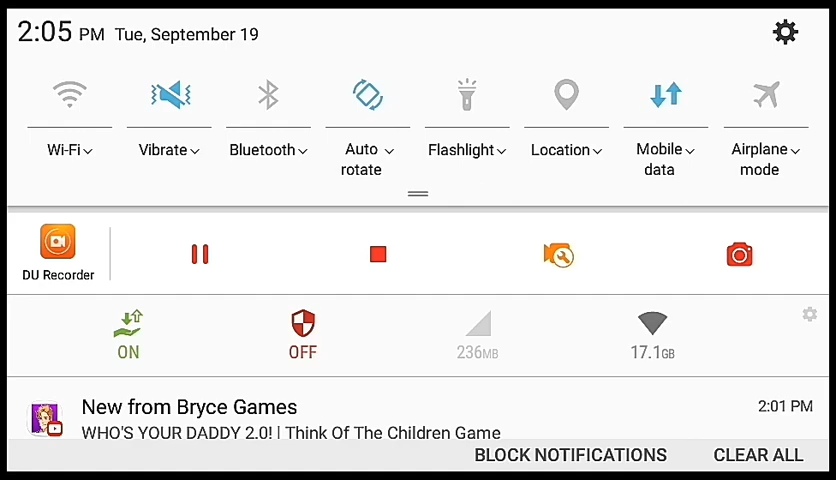 2:05 PM Tue, September 19
Wi-Fi
Vibrate
Bluetooth
Auto rotate
Flashlight
Location
Mobile data
Airplane mode
DU Recorder
ON
OFF
236MB
17.1GB
New from Bryce Games
2:01 PM
WHO'S YOUR DADDY 2.0! | Think Of The Children Game
BLOCK NOTIFICATIONS
CLEAR ALL